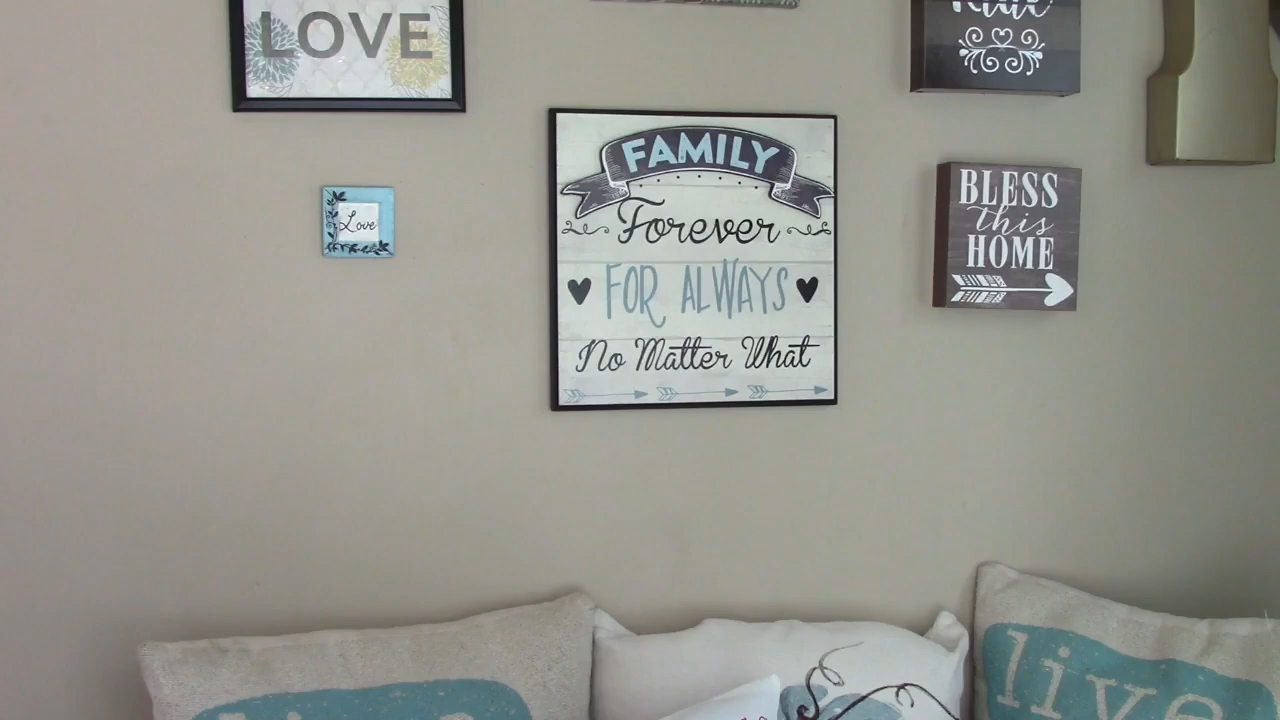 LOVE
Love
FAMILY
Forever
FOR ALWAYS
No Matter What
BLESS
this
HOME
live